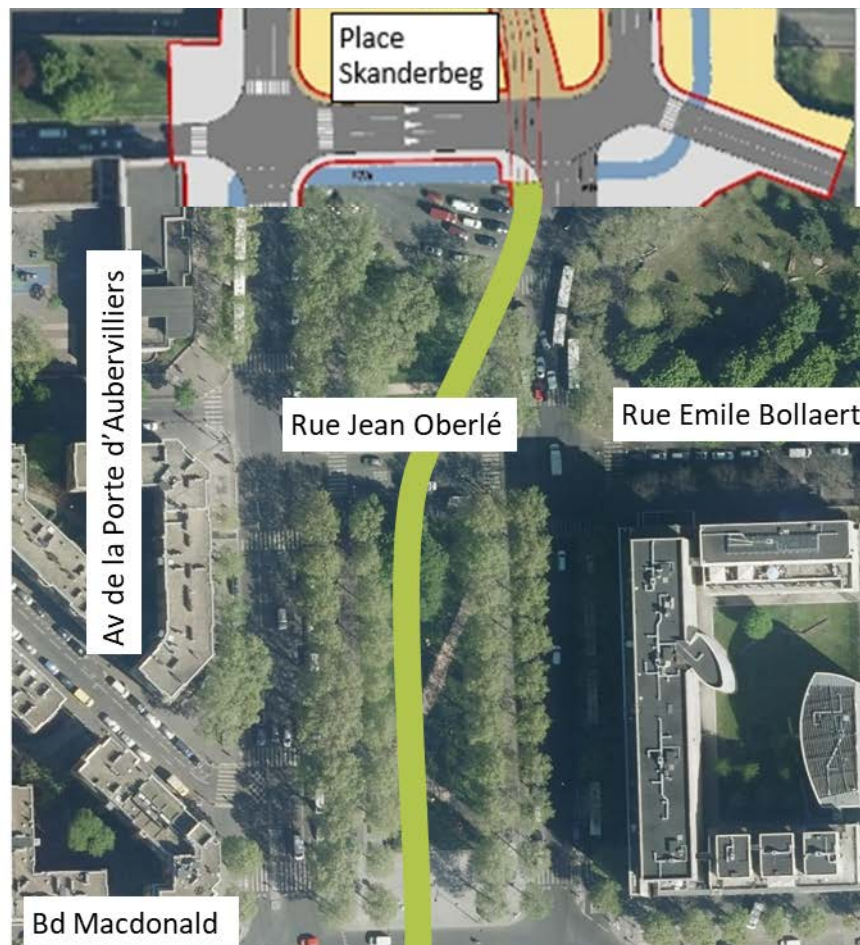 Place
Skanderbeg
Av de la Porte d'Aubervilliers
Rue Jean Oberlé
Rue Emile Bollaert
Bd Macdonald